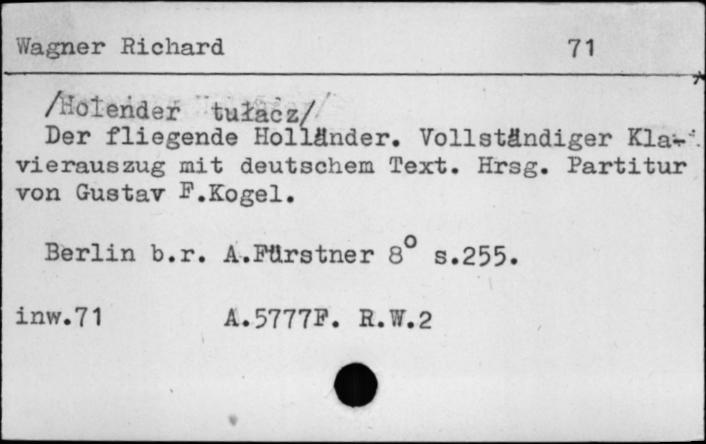 Wagner Richard 71
/Holender tułacz/
Der fliegende Holländer. Vollständiger Kla-
vierauszug mit deutschem Text. Hrsg. Partitur
von Gustav F.Kogel.
Berlin b.r. A.Fürstner 8° s.255.
inw.71 A.5777F. R.W.2